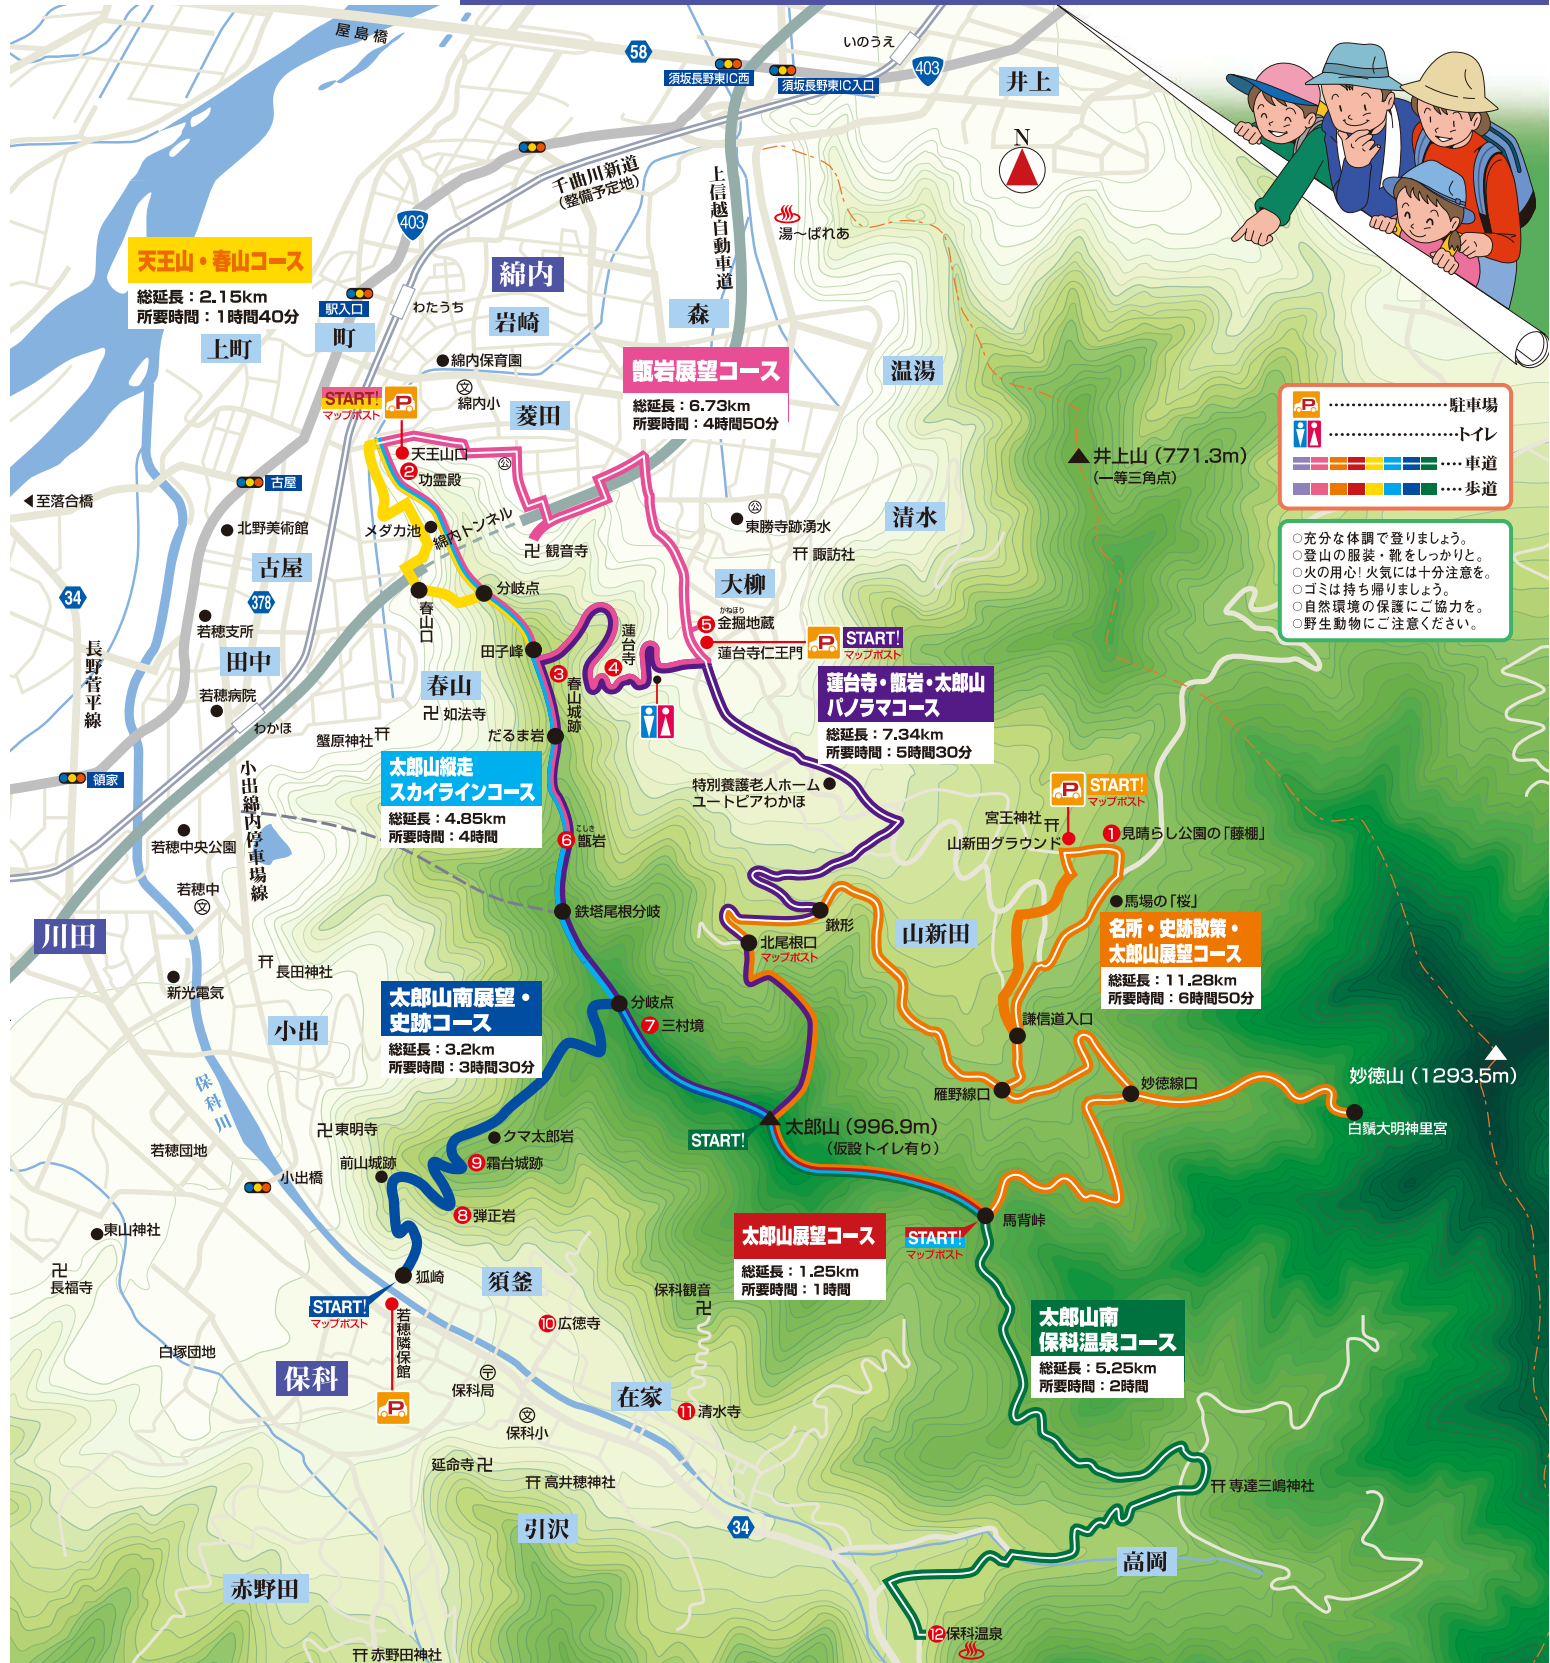 屋島橋
58
須坂長野東IC西
須坂長野東IC入口
いのうえ
403
井上
N
千曲川新道
(整備予定地)
上信越自動車道
湯〜ぱれあ
403
天王山・春山コース
総延長：2.15km
所要時間：1時間40分
上町
駅入口
町
わたうち
綿内
岩崎
森
綿内保育園
文
綿内小
菱田
甑岩展望コース
総延長：6.73km
所要時間：4時間50分
温湯
START!
マップポスト
P
天王山口
2
功霊殿
公
井上山（771.3m）
(一等三角点)
P
駐車場
トイレ
車道
歩道
○充分な体調で登りましょう。
○登山の服装・靴をしっかりと。
○火の用心！火気には十分注意を。
○ゴミは持ち帰りましょう。
○自然環境の保護にご協力を。
○野生動物にご注意ください。
◀至落合橋
古屋
北野美術館
古屋
メダカ池
綿内トンネル
卍 観音寺
公
東勝寺跡湧水
清水
諏訪社
大柳
34
378
若穂支所
田中
春山口
分岐点
かねほり
5 金掘地蔵
蓮台寺仁王門
P
START!
マップポスト
長野菅平線
若穂病院
わかほ
田子峰
蓮台寺
4
3
春山城跡
春山
卍 如法寺
蟹原神社
だるま岩
蓮台寺・甑岩・太郎山
パノラマコース
総延長：7.34km
所要時間：5時間30分
領家
小出綿内停車場線
太郎山縦走
スカイラインコース
総延長：4.85km
所要時間：4時間
特別養護老人ホーム
ユートピアわかほ
P
START!
マップポスト
宮王神社
山新田グラウンド
1 見晴らし公園の「藤棚」
若穂中央公園
こしき
6 甑岩
若穂中
文
馬場の「桜」
鉄塔尾根分岐
鍬形
山新田
名所・史跡散策・
太郎山展望コース
総延長：11.28km
所要時間：6時間50分
川田
北尾根口
マップポスト
長田神社
新光電気
太郎山南展望・
史跡コース
総延長：3.2km
所要時間：3時間30分
分岐点
7 三村境
小出
謙信道入口
保科川
雁野線口
妙徳線口
妙徳山（1293.5m）
白鬚大明神里宮
START!
太郎山（996.9m）
(仮設トイレ有り)
若穂団地
卍 東明寺
クマ太郎岩
前山城跡
9 霜台城跡
小出橋
8 弾正岩
東山神社
馬背峠
START!
マップポスト
太郎山展望コース
総延長：1.25km
所要時間：1時間
卍
長福寺
狐崎
須釜
START!
マップポスト
若穂隣保館
P
保科観音
卍
10 広徳寺
太郎山南
保科温泉コース
総延長：5.25km
所要時間：2時間
白塚団地
保科
〒
保科局
在家
11 清水寺
文
保科小
延命寺 卍
高井穂神社
専達三嶋神社
引沢
34
高岡
赤野田
12 保科温泉
赤野田神社